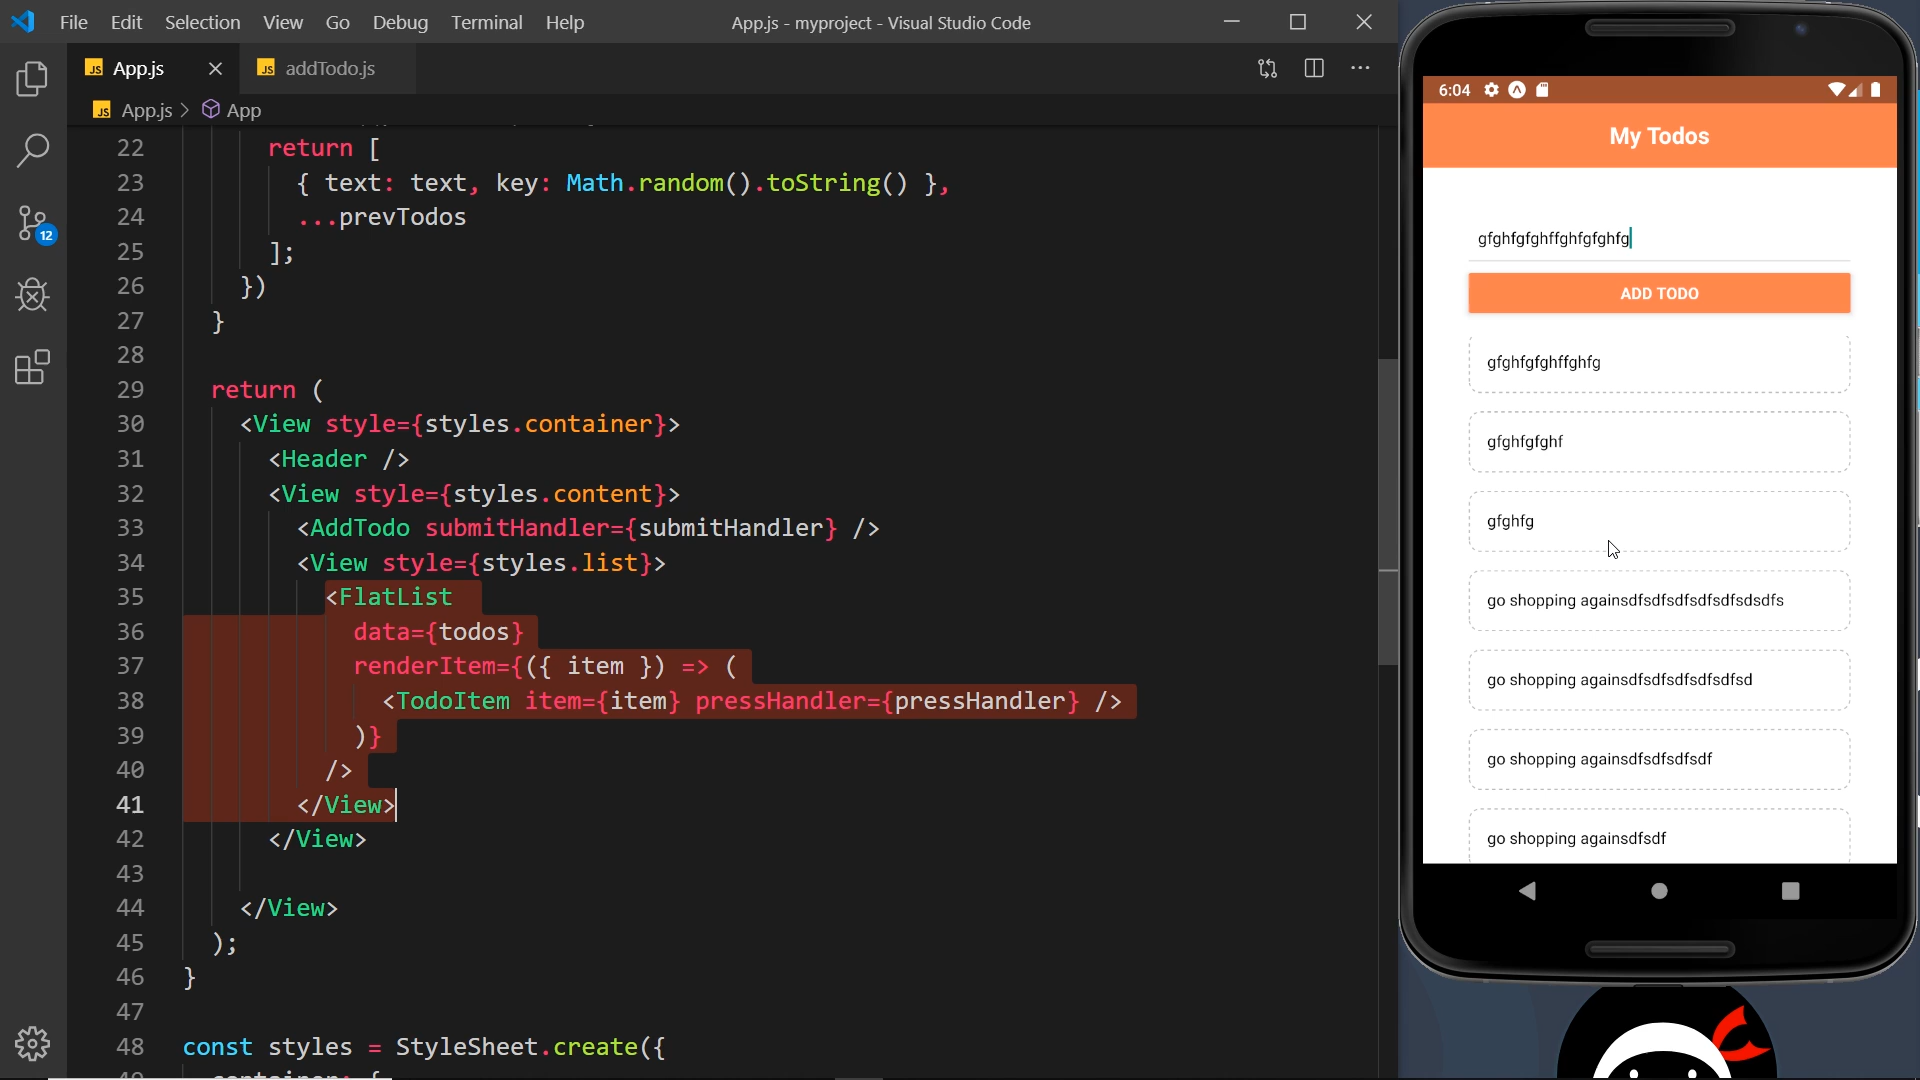 File Edit Selection View Go Debug Terminal Help
App.js - myproject - Visual Studio Code
JS App.js
JS addTodo.js
JS App.js > App
12
22 return [
23 { text: text, key: Math.random().toString() },
24 ...prevTodos
25 ];
26 })
27 }
28
29 return (
30 <View style={styles.container}>
31 <Header />
32 <View style={styles.content}>
33 <AddTodo submitHandler={submitHandler} />
34 <View style={styles.list}>
35 <FlatList
36 data={todos}
37 renderItem={({ item }) => (
38 <TodoItem item={item} pressHandler={pressHandler} />
39 )}
40 />
41 </View>
42 </View>
43
44 </View>
45 );
46 }
47
48 const styles = StyleSheet.create({
6:04
My Todos
gfghfgfghffghfgfghfg
ADD TODO
gfghfgfghffghfg
gfghfgfghf
gfghfg
go shopping againsdfsdfsdfsdfsdfsdsdfs
go shopping againsdfsdfsdfsdfsdfsd
go shopping againsdfsdfsdfsdf
go shopping againsdfsdf